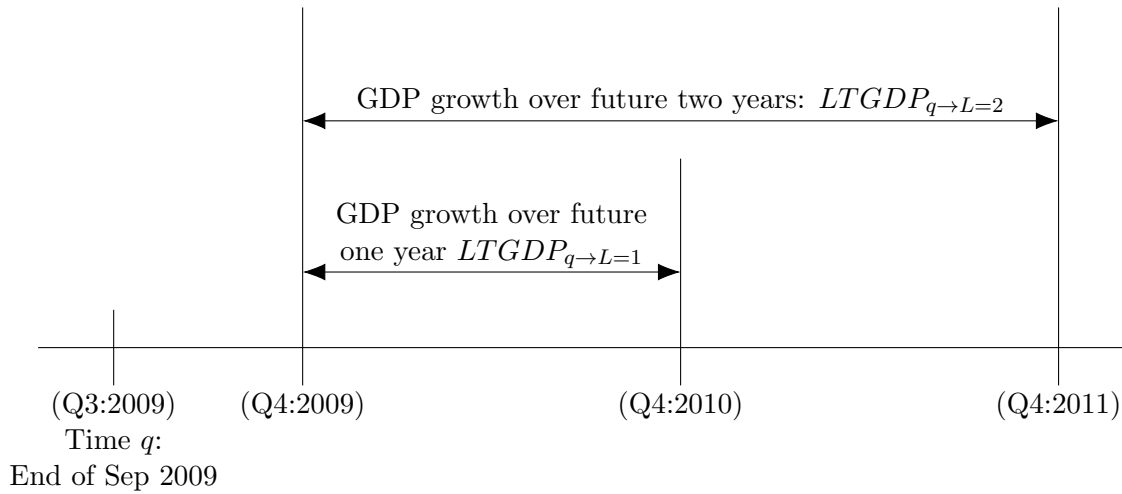 GDP growth over future two years: LTGDP_{q→L=2}
GDP growth over future
one year LTGDP_{q→L=1}
(Q3:2009) (Q4:2009) (Q4:2010) (Q4:2011)
Time q:
End of Sep 2009